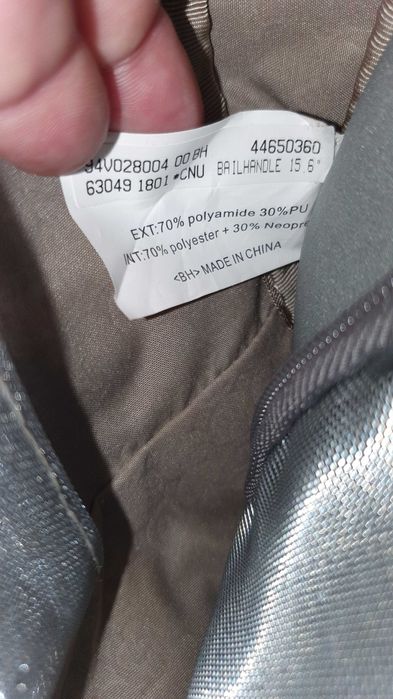 94V028004 00 BH 44650360
63049 1801 *CNU BAILHANDLE 15.6"
EXT:70% polyamide 30%PU
INT:70% polyester + 30% Neopre
<BH> MADE IN CHINA